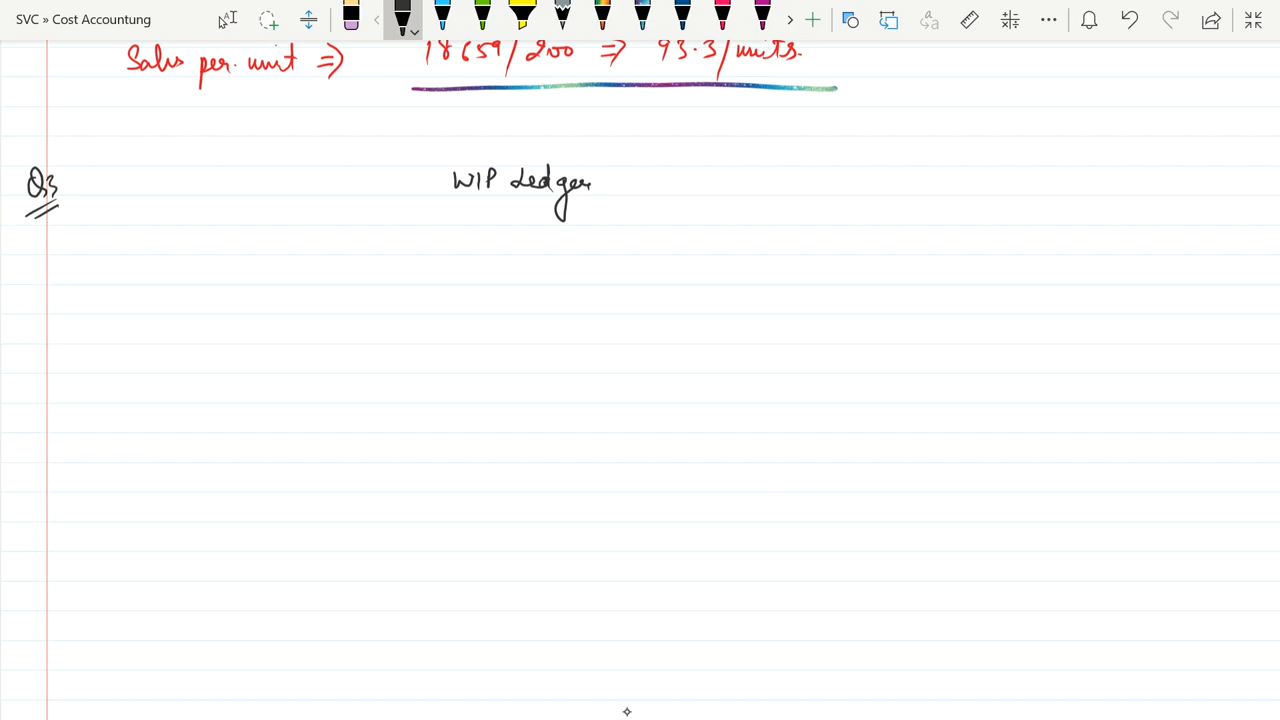 SVC » Cost Accountung
Sales per. unit ⇒ 18659/200 ⇒ 93.3/units.
Q3 WIP Ledger